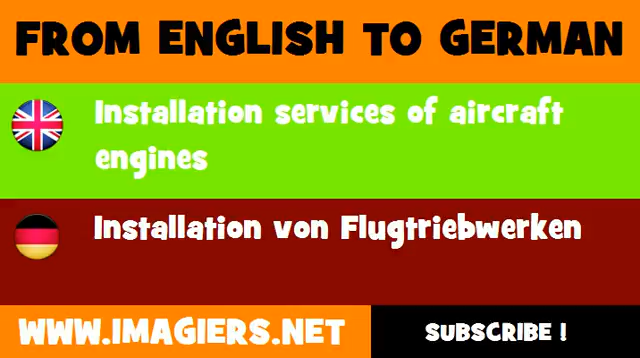 FROM ENGLISH TO GERMAN
Installation services of aircraft
engines
Installation von Flugtriebwerken
WWW.IMAGIERS.NET
SUBSCRIBE !